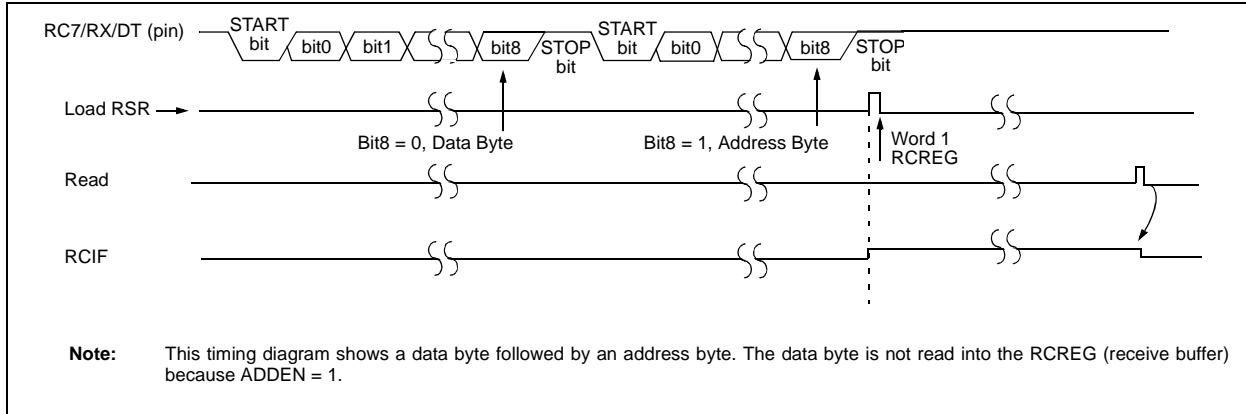 RC7/RX/DT (pin)
START
bit
bit0
bit1
bit8
STOP
bit
START
bit
bit0
bit8
STOP
bit
Load RSR
Bit8 = 0, Data Byte
Bit8 = 1, Address Byte
Word 1
RCREG
Read
RCIF
Note: This timing diagram shows a data byte followed by an address byte. The data byte is not read into the RCREG (receive buffer)
because ADDEN = 1.